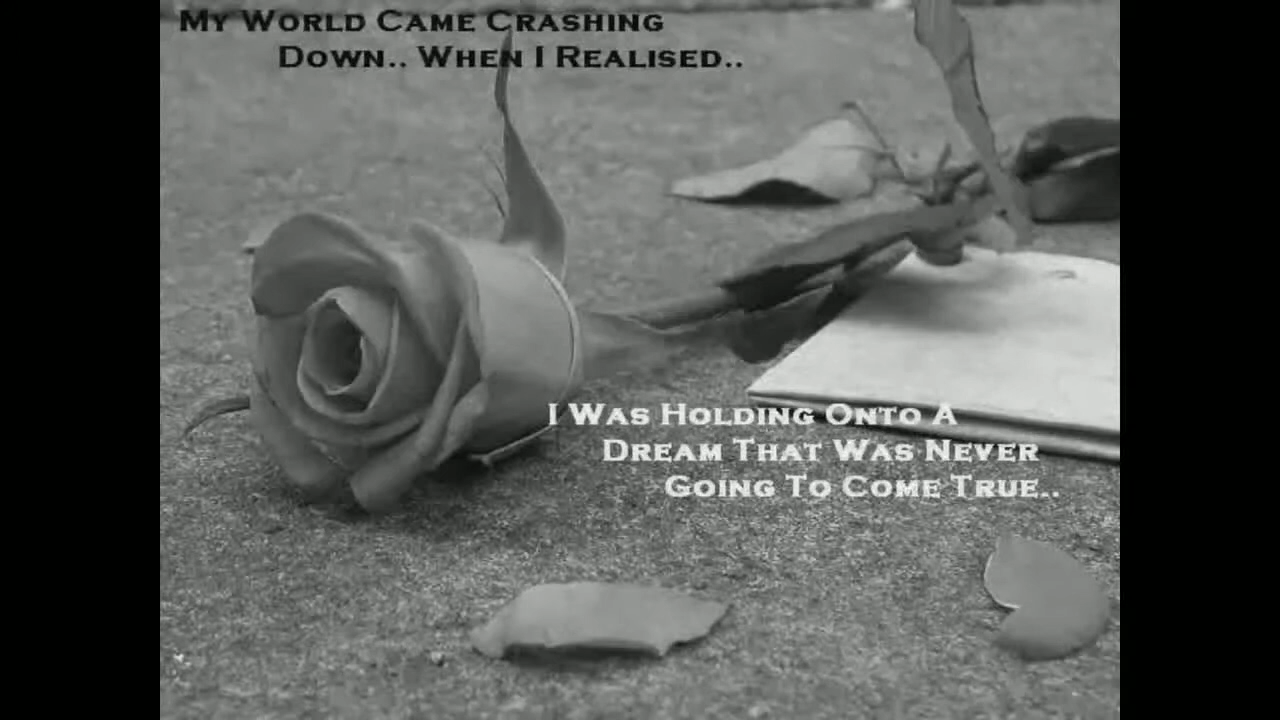 My World Came Crashing
Down.. When I Realised..
I Was Holding Onto A
Dream That Was Never
Going To Come True..